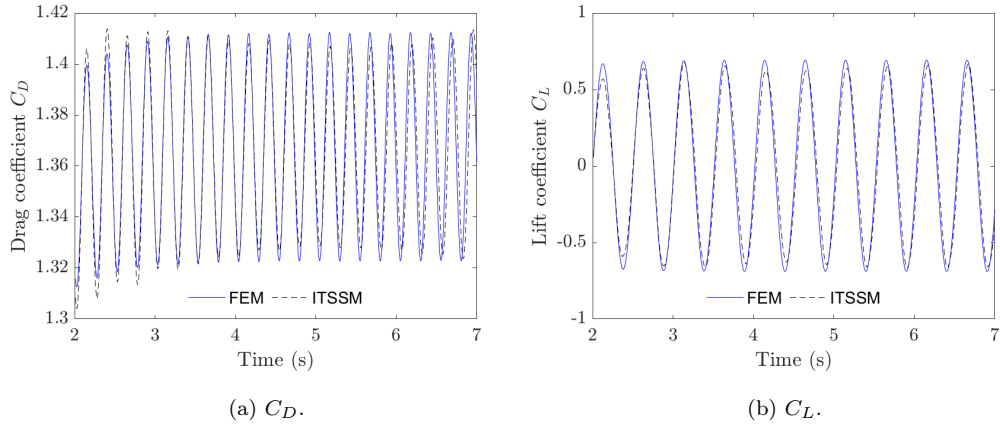 1.42
1.4
1.38
1.36
1.34
1.32
1.3
Drag coefficient C_D
FEM ITSSM
2 3 4 5 6 7
Time (s)
(a) C_D.
1
0.5
0
-0.5
-1
Lift coefficient C_L
FEM ITSSM
2 3 4 5 6 7
Time (s)
(b) C_L.